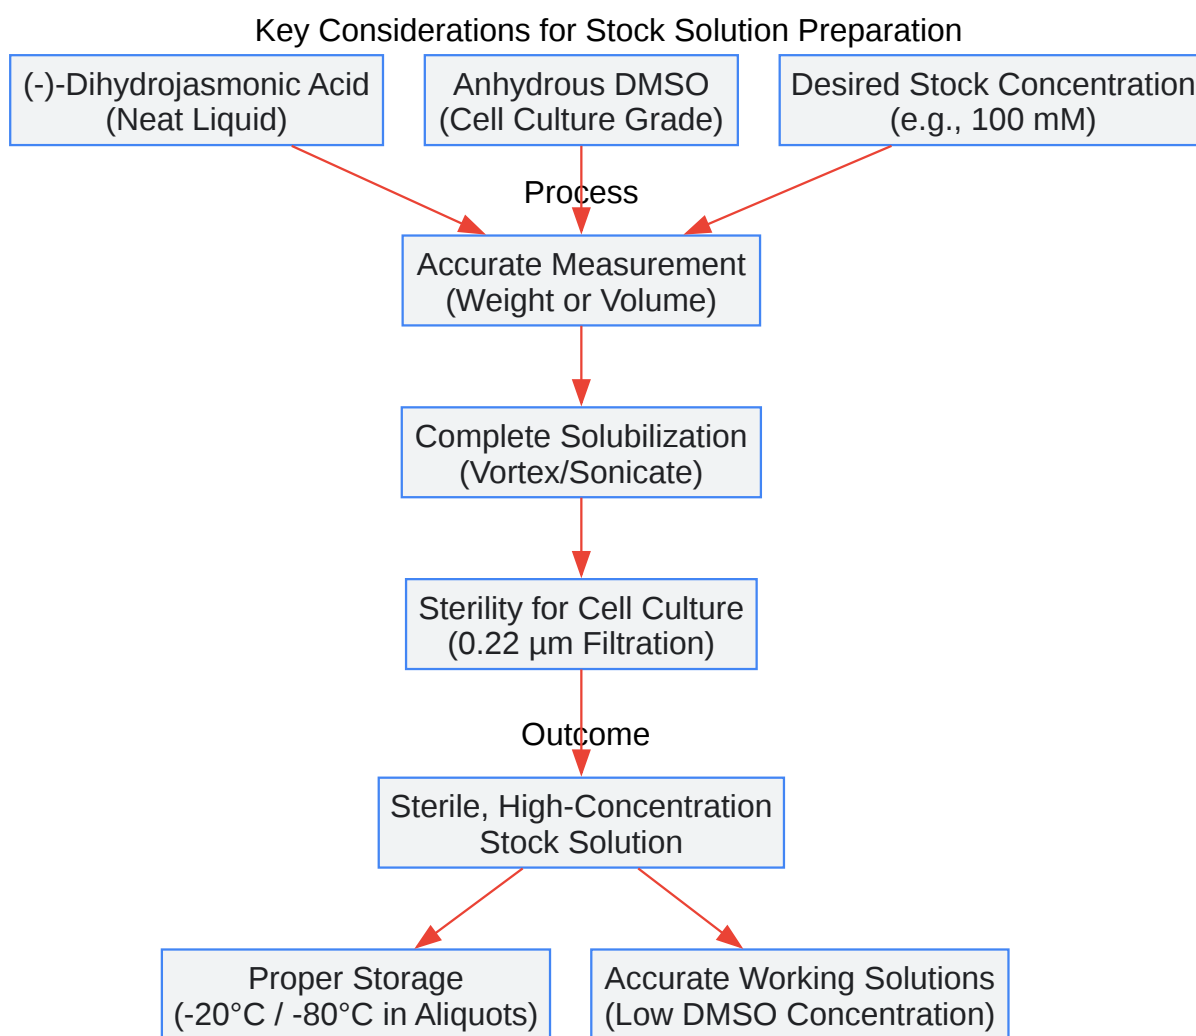 Key Considerations for Stock Solution Preparation
(-)-Dihydrojasmonic Acid
(Neat Liquid)
Anhydrous DMSO
(Cell Culture Grade)
Desired Stock Concentration
(e.g., 100 mM)
Process
Accurate Measurement
(Weight or Volume)
Complete Solubilization
(Vortex/Sonicate)
Sterility for Cell Culture
(0.22 µm Filtration)
Outcome
Sterile, High-Concentration
Stock Solution
Proper Storage
(-20°C / -80°C in Aliquots)
Accurate Working Solutions
(Low DMSO Concentration)